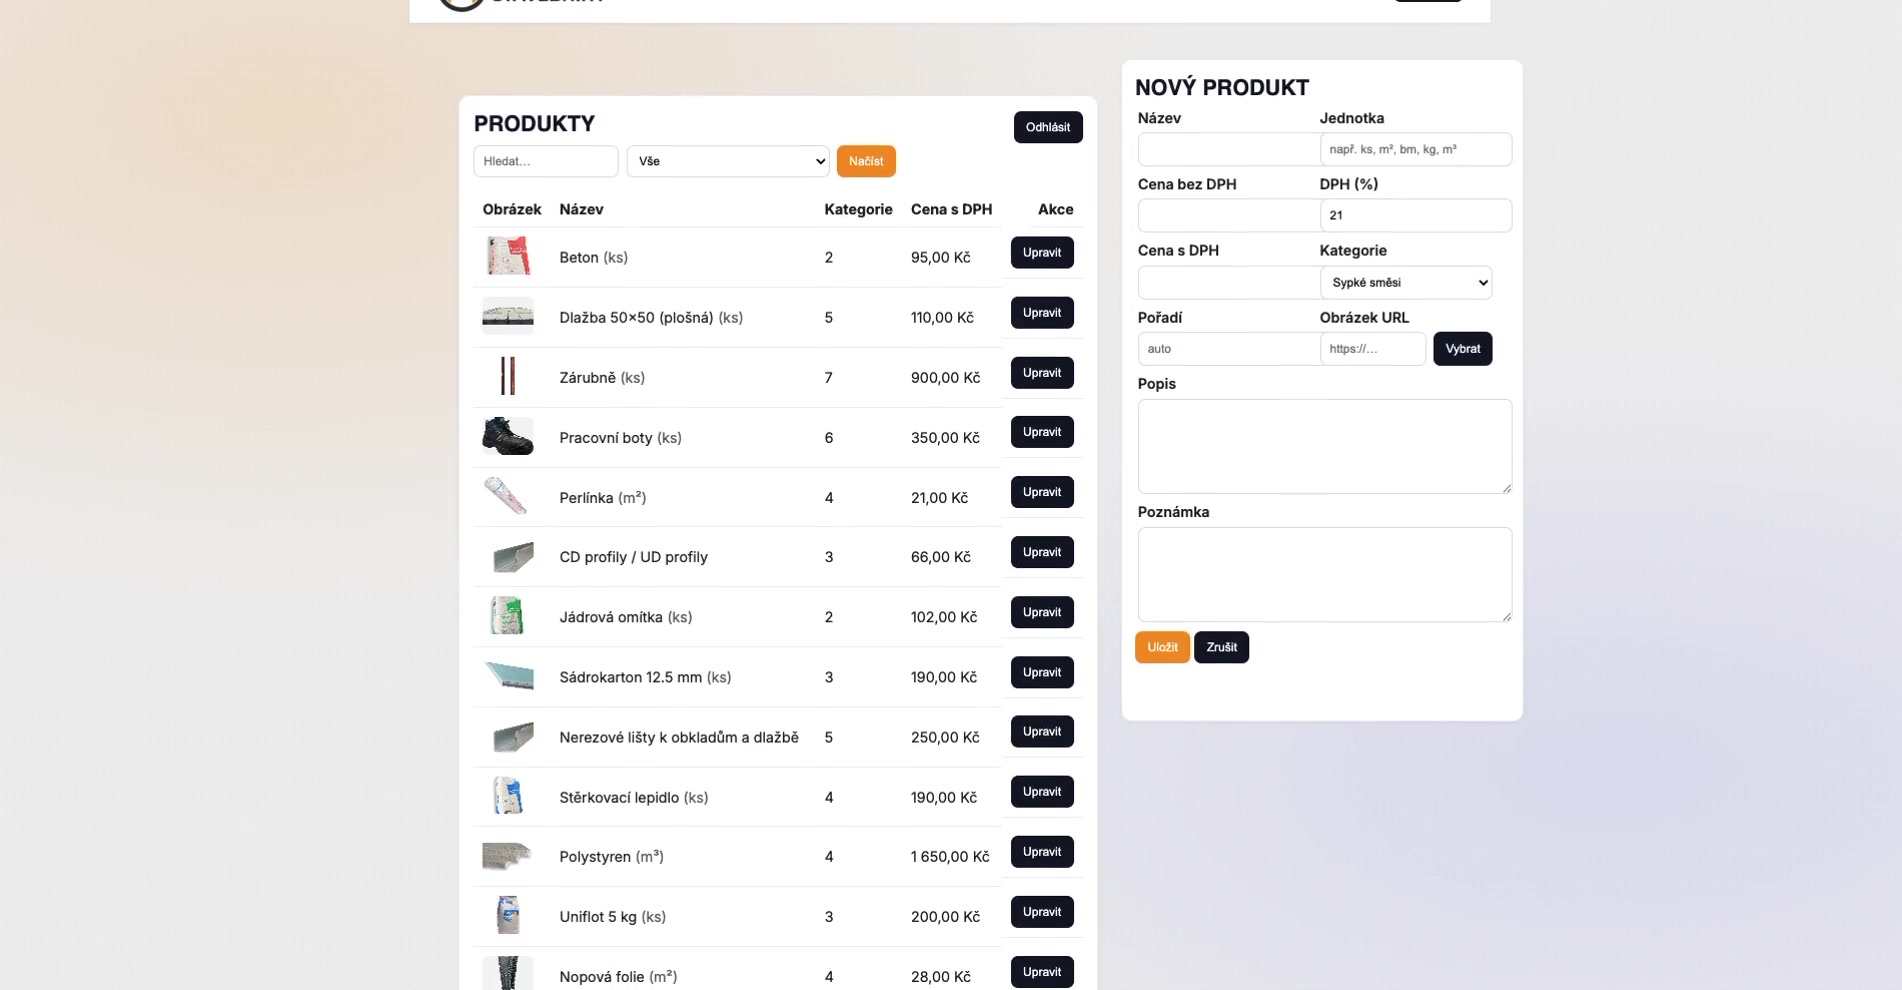 PRODUKTY
Odhlásit
Hledat...
Vše
Načíst
Obrázek Název Kategorie Cena s DPH Akce
Beton (ks) 2 95,00 Kč Upravit
Dlažba 50×50 (plošná) (ks) 5 110,00 Kč Upravit
Zárubně (ks) 7 900,00 Kč Upravit
Pracovní boty (ks) 6 350,00 Kč Upravit
Perlínka (m²) 4 21,00 Kč Upravit
CD profily / UD profily 3 66,00 Kč Upravit
Jádrová omítka (ks) 2 102,00 Kč Upravit
Sádrokarton 12.5 mm (ks) 3 190,00 Kč Upravit
Nerezové lišty k obkladům a dlažbě 5 250,00 Kč Upravit
Stěrkovací lepidlo (ks) 4 190,00 Kč Upravit
Polystyren (m³) 4 1 650,00 Kč Upravit
Uniflot 5 kg (ks) 3 200,00 Kč Upravit
Nopová folie (m²) 4 28,00 Kč Upravit
NOVÝ PRODUKT
Název Jednotka
např. ks, m², bm, kg, m³
Cena bez DPH DPH (%)
21
Cena s DPH Kategorie
Sypké směsi
Pořadí Obrázek URL
auto https://... Vybrat
Popis
Poznámka
Uložit Zrušit